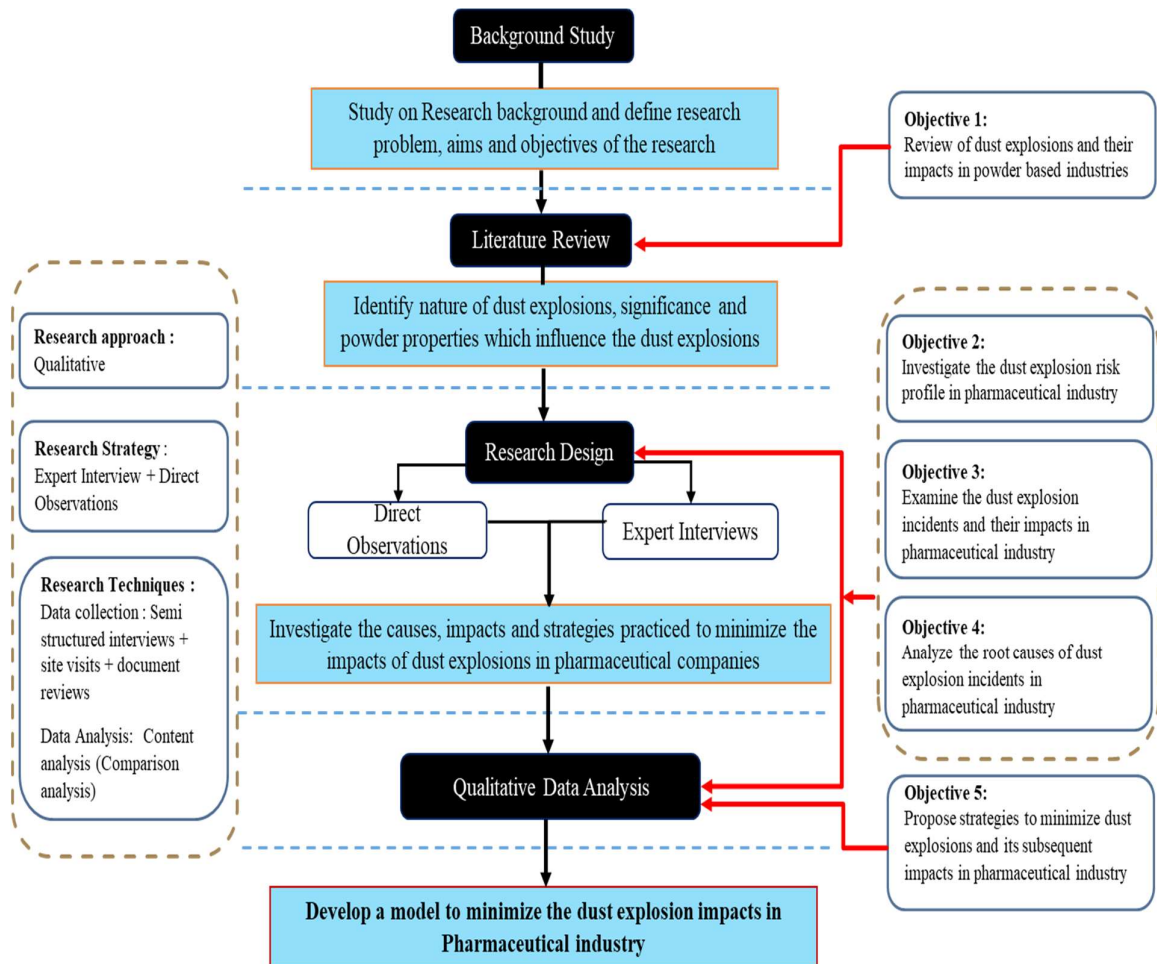 Background Study
Study on Research background and define research
problem, aims and objectives of the research
Objective 1:
Review of dust explosions and their
impacts in powder based industries
Literature Review
Identify nature of dust explosions, significance and
powder properties which influence the dust explosions
Research approach :
Qualitative
Research Strategy :
Expert Interview + Direct
Observations
Research Techniques :
Data collection : Semi
structured interviews +
site visits + document
reviews
Data Analysis: Content
analysis (Comparison
analysis)
Objective 2:
Investigate the dust explosion risk
profile in pharmaceutical industry
Objective 3:
Examine the dust explosion
incidents and their impacts in
pharmaceutical industry
Objective 4:
Analyze the root causes of dust
explosion incidents in
pharmaceutical industry
Research Design
Direct
Observations
Expert Interviews
Investigate the causes, impacts and strategies practiced to minimize the
impacts of dust explosions in pharmaceutical companies
Qualitative Data Analysis
Objective 5:
Propose strategies to minimize dust
explosions and its subsequent
impacts in pharmaceutical industry
Develop a model to minimize the dust explosion impacts in
Pharmaceutical industry